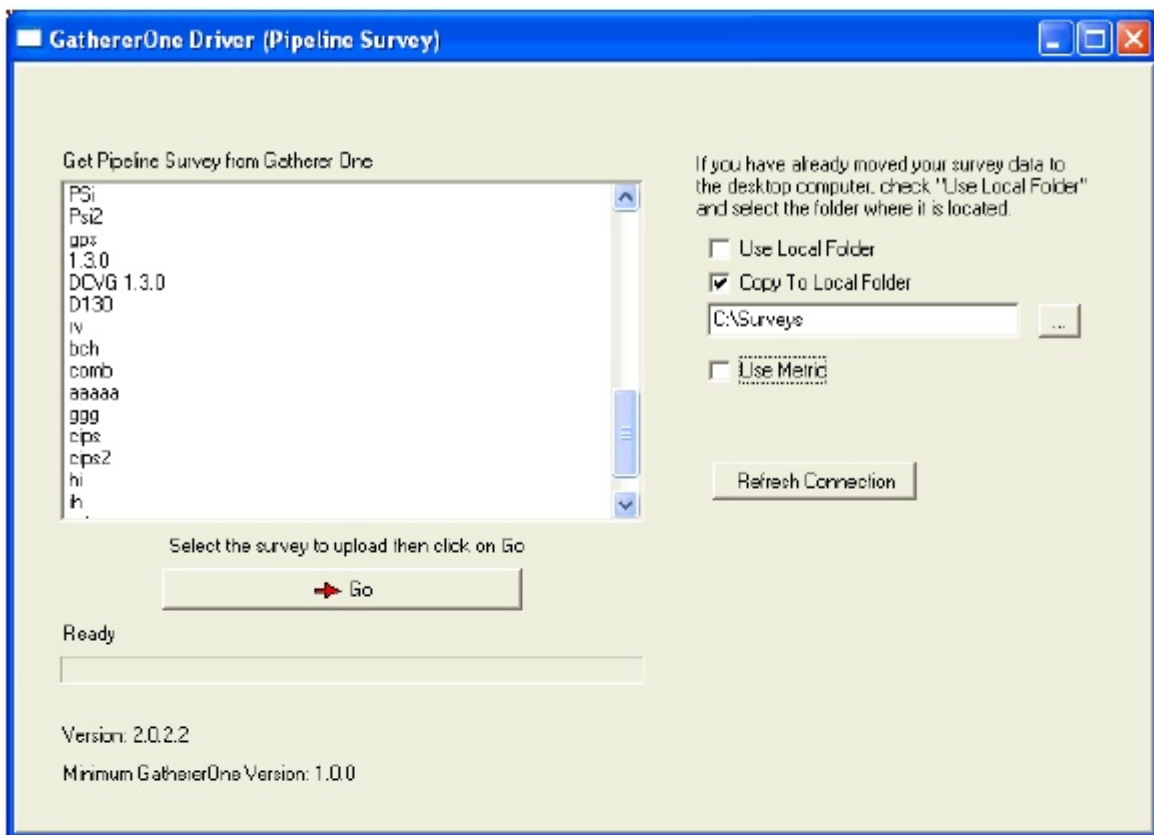 GathererOne Driver (Pipeline Survey)
Get Pipeline Survey from Gatherer One
PSi
Psi2
gps
1.3.0
DCVG 1.3.0
D130
iv
bch
comb
aaaaa
ggg
cips
cips2
hi
ih
Select the survey to upload then click on Go
Go
Ready
Version: 2.0.2.2
Minimum GathererOne Version: 1.0.0
If you have already moved your survey data to
the desktop computer, check "Use Local Folder"
and select the folder where it is located.
Use Local Folder
Copy To Local Folder
C:\Surveys
...
Use Metric
Refresh Connection